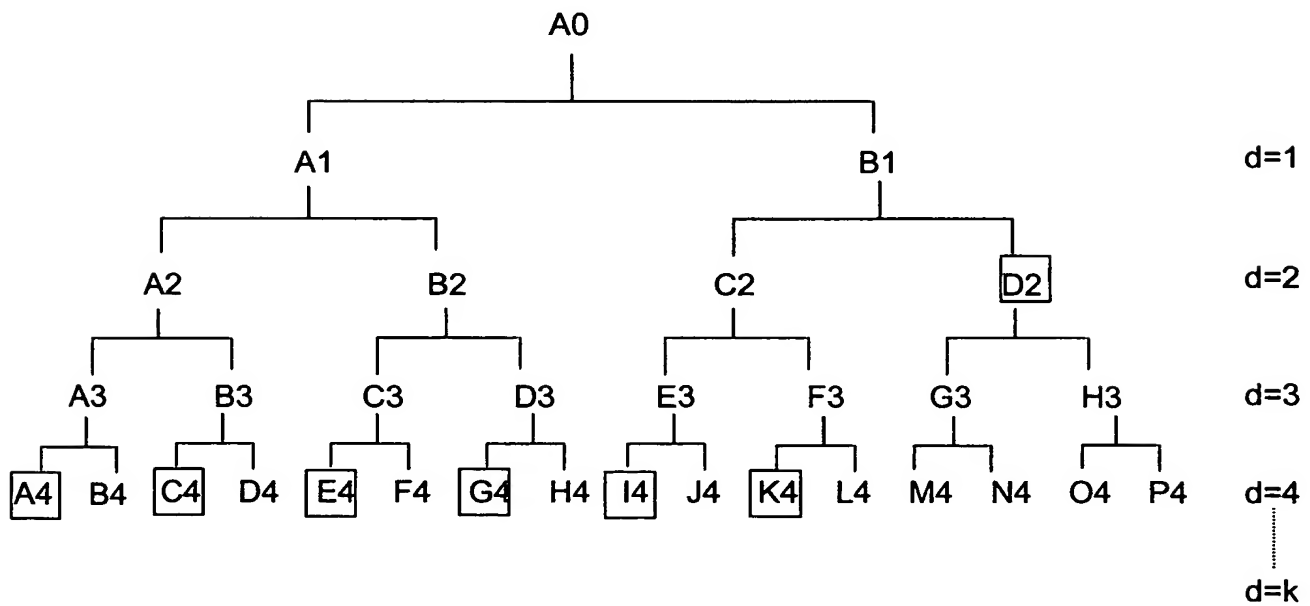 A0
A1 B1 d=1
A2 B2 C2 D2 d=2
A3 B3 C3 D3 E3 F3 G3 H3 d=3
A4 B4 C4 D4 E4 F4 G4 H4 I4 J4 K4 L4 M4 N4 O4 P4 d=4
d=k